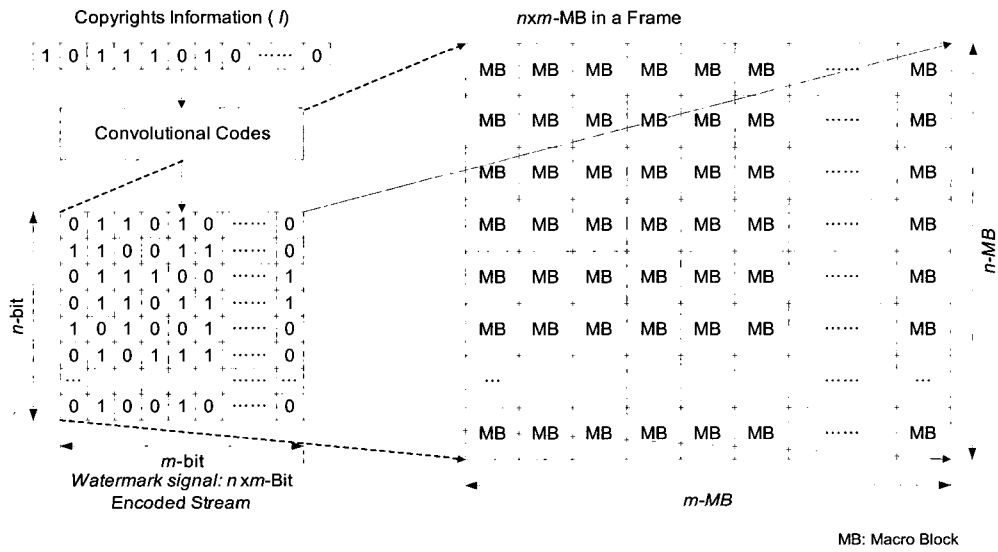 Copyrights Information ( I )
1 0 1 1 1 0 1 0 ...... 0
Convolutional Codes
0 1 1 0 1 0 ...... 0
1 1 0 0 1 1 ...... 0
0 1 1 1 0 0 ...... 1
0 1 1 0 1 1 ...... 1
1 0 1 0 0 1 ...... 0
0 1 0 1 1 1 ...... 0
... ...... ...
0 1 0 0 1 0 ...... 0
n-bit
m-bit
Watermark signal: n xm-Bit
Encoded Stream
nxm-MB in a Frame
MB MB MB MB MB MB ...... MB
MB MB MB MB MB MB ...... MB
MB MB MB MB MB MB ...... MB
MB MB MB MB MB MB ...... MB
MB MB MB MB MB MB ...... MB
MB MB MB MB MB MB ...... MB
... ...... ...
MB MB MB MB MB MB ...... MB
n-MB
m-MB
MB: Macro Block